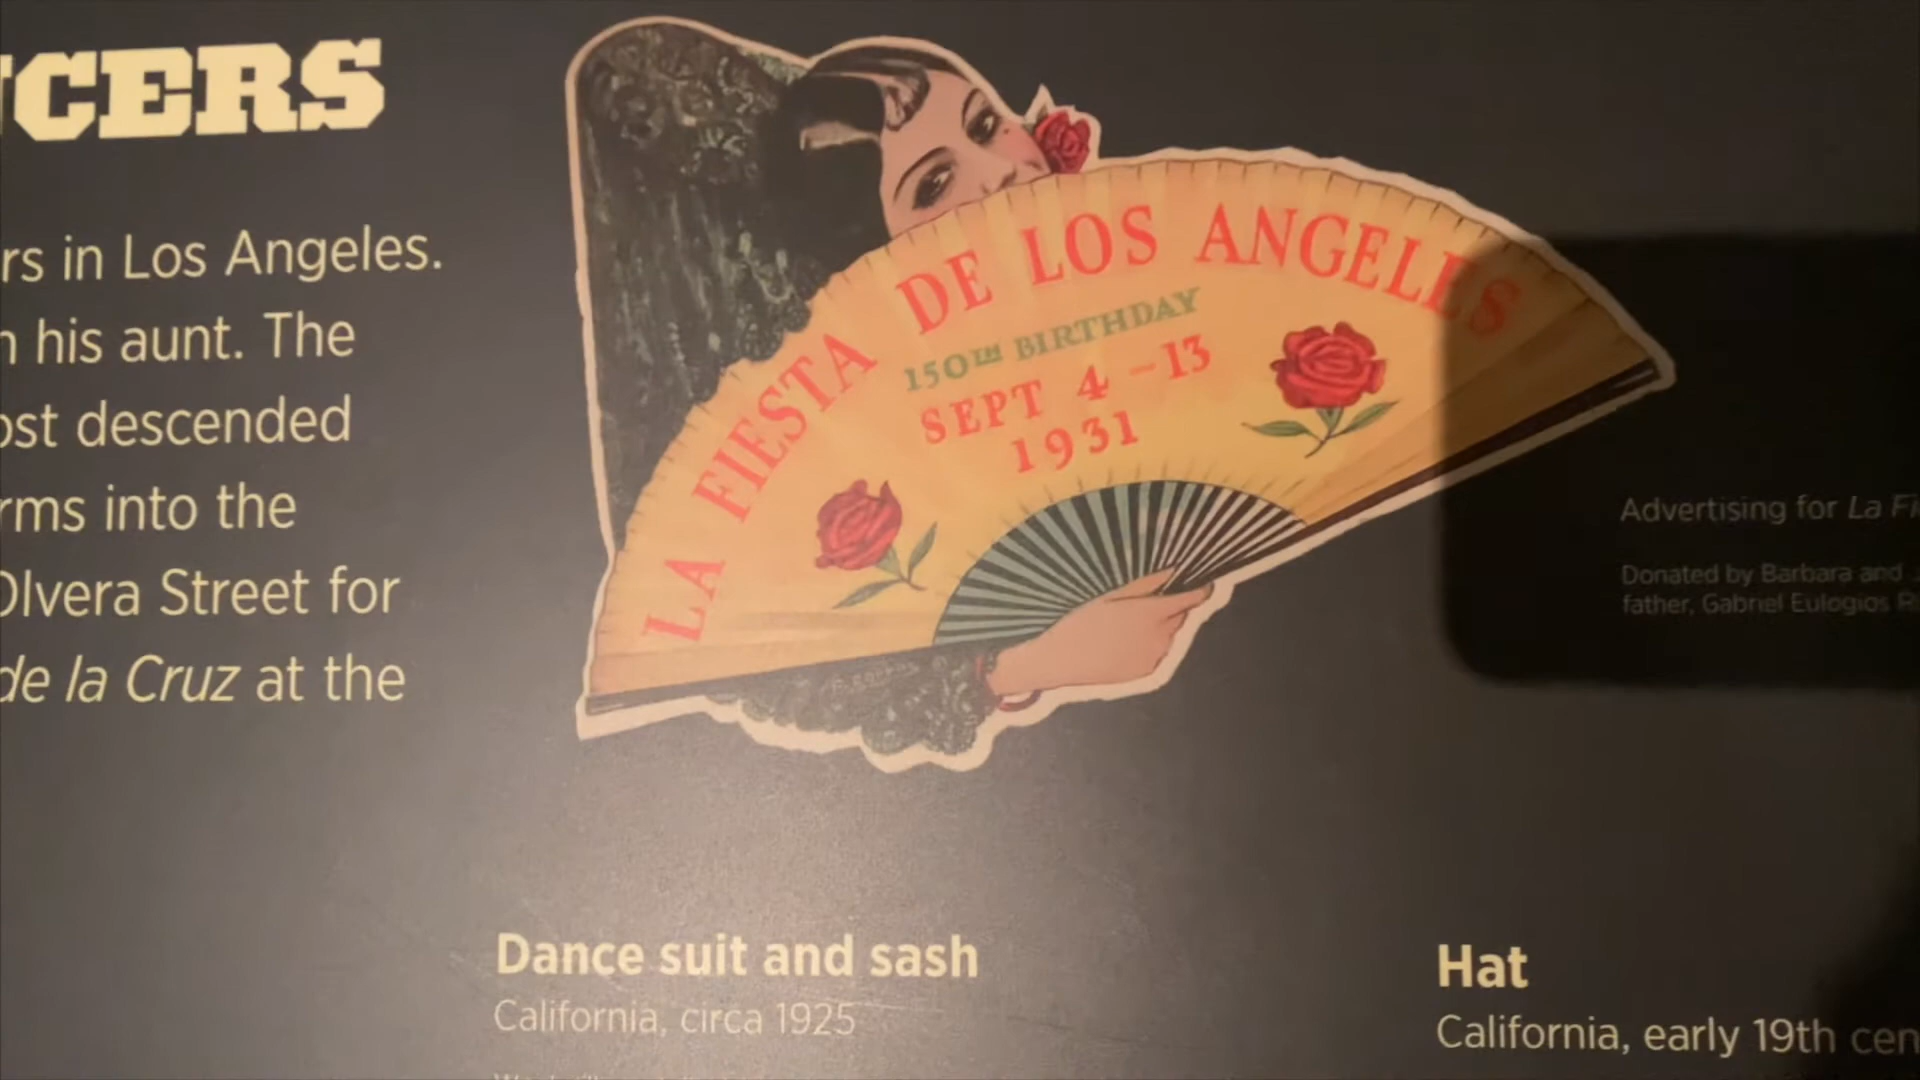 CERS
rs in Los Angeles.
his aunt. The
ost descended
rms into the
Olvera Street for
de la Cruz at the
LA FIESTA DE LOS ANGELES
150TH BIRTHDAY
SEPT 4-13
1931
Advertising for La Fi
Donated by Barbara and
father, Gabriel Eulogios
Dance suit and sash
California, circa 1925
Hat
California, early 19th cen